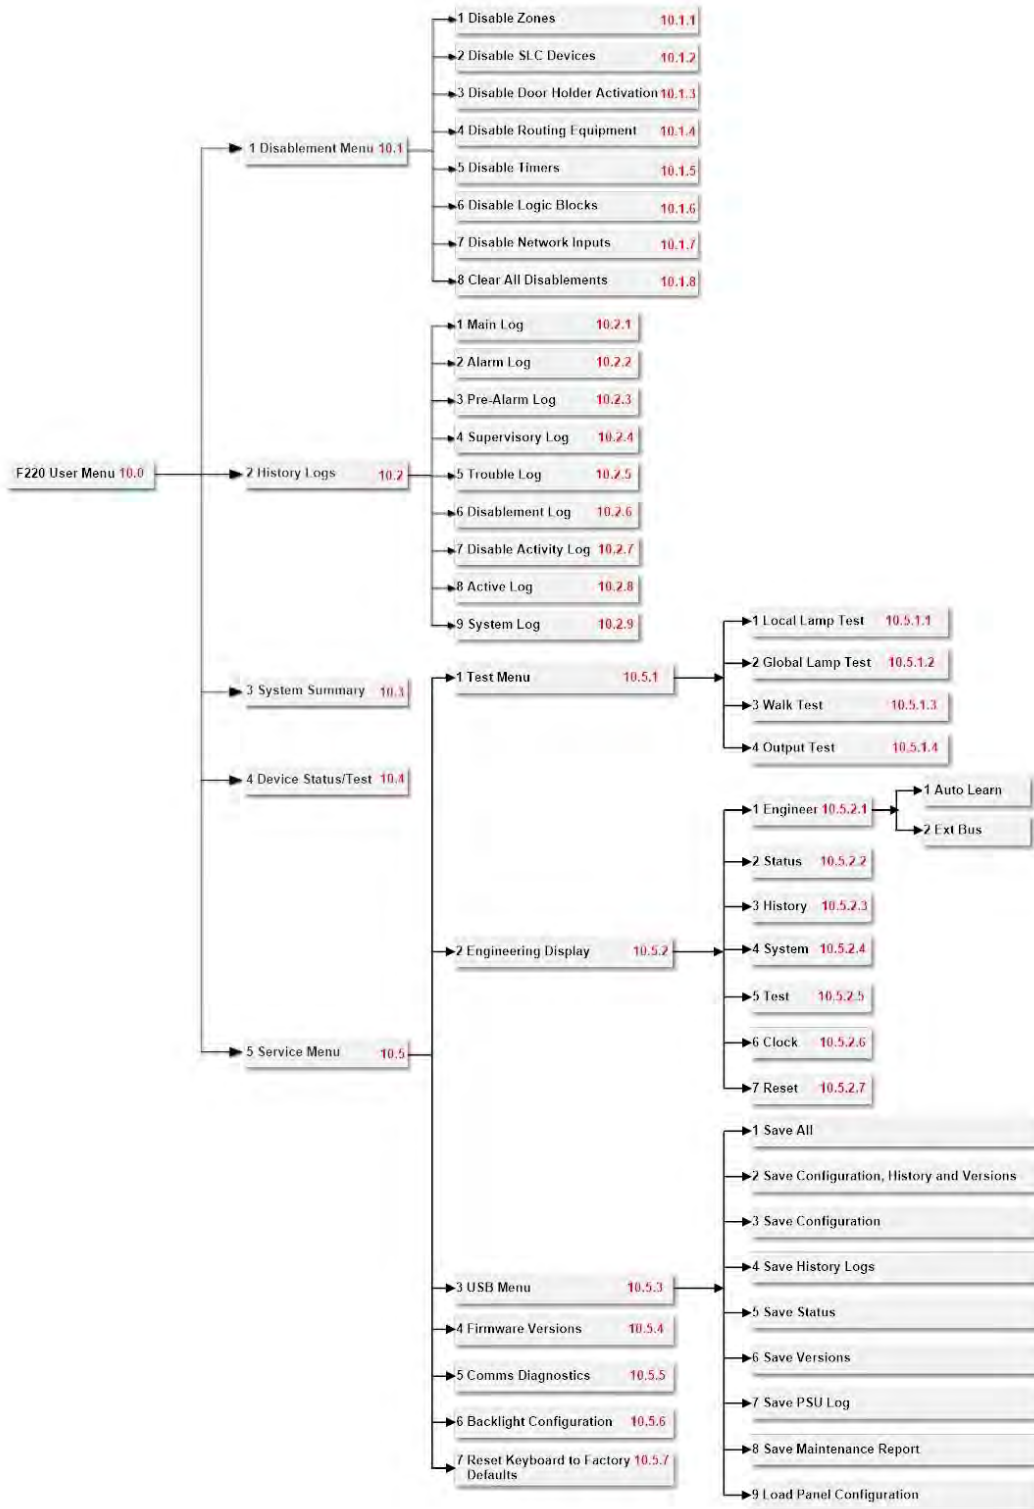 F220 User Menu 10.0
1 Disablement Menu 10.1
1 Disable Zones 10.1.1
2 Disable SLC Devices 10.1.2
3 Disable Door Holder Activation 10.1.3
4 Disable Routing Equipment 10.1.4
5 Disable Timers 10.1.5
6 Disable Logic Blocks 10.1.6
7 Disable Network Inputs 10.1.7
8 Clear All Disablements 10.1.8
2 History Logs 10.2
1 Main Log 10.2.1
2 Alarm Log 10.2.2
3 Pre-Alarm Log 10.2.3
4 Supervisory Log 10.2.4
5 Trouble Log 10.2.5
6 Disablement Log 10.2.6
7 Disable Activity Log 10.2.7
8 Active Log 10.2.8
9 System Log 10.2.9
3 System Summary 10.3
4 Device Status/Test 10.4
5 Service Menu 10.5
1 Test Menu 10.5.1
1 Local Lamp Test 10.5.1.1
2 Global Lamp Test 10.5.1.2
3 Walk Test 10.5.1.3
4 Output Test 10.5.1.4
2 Engineering Display 10.5.2
1 Engineer 10.5.2.1
1 Auto Learn
2 Ext Bus
2 Status 10.5.2.2
3 History 10.5.2.3
4 System 10.5.2.4
5 Test 10.5.2.5
6 Clock 10.5.2.6
7 Reset 10.5.2.7
3 USB Menu 10.5.3
1 Save All
2 Save Configuration, History and Versions
3 Save Configuration
4 Save History Logs
5 Save Status
6 Save Versions
7 Save PSU Log
8 Save Maintenance Report
9 Load Panel Configuration
4 Firmware Versions 10.5.4
5 Comms Diagnostics 10.5.5
6 Backlight Configuration 10.5.6
7 Reset Keyboard to Factory 10.5.7
Defaults